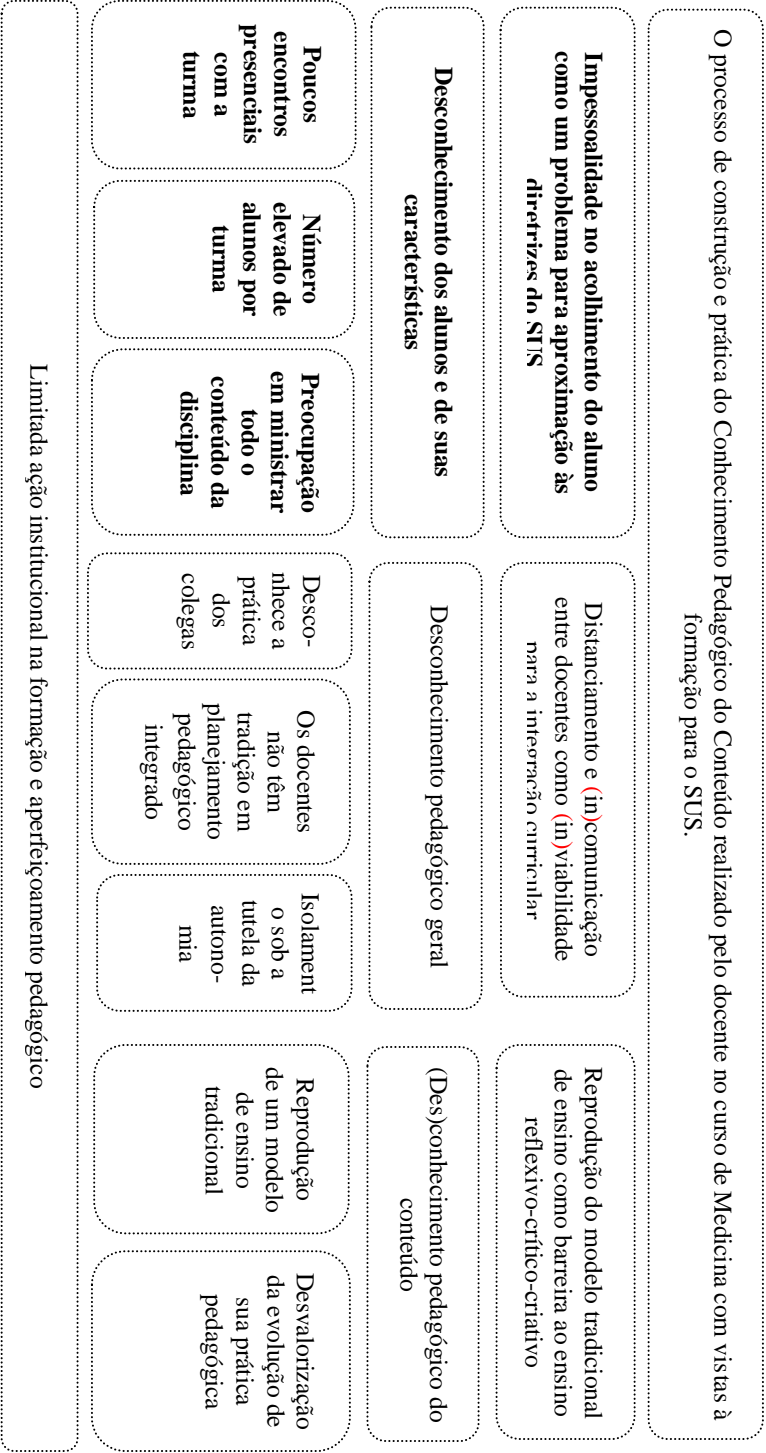 O processo de construção e prática do Conhecimento Pedagógico do Conteúdo realizado pelo docente no curso de Medicina com vistas à
formação para o SUS.
Impessoalidade no acolhimento do aluno
como um problema para aproximação às
diretrizes do SUS
Distanciamento e (in)comunicação
entre docentes como (in)viabilidade
para a integração curricular
Reprodução do modelo tradicional
de ensino como barreira ao ensino
reflexivo-crítico-criativo
Desconhecimento dos alunos e de suas
características
Desconhecimento pedagógico geral
(Des)conhecimento pedagógico do
conteúdo
Poucos
encontros
presenciais
com a
turma
Número
elevado de
alunos por
turma
Preocupação
em ministrar
todo o
conteúdo da
disciplina
Desco-
nhece a
prática
dos
colegas
Os docentes
não têm
tradição em
planejamento
pedagógico
integrado
Isolament
o sob a
tutela da
autono-
mia
Reprodução
de um modelo
de ensino
tradicional
Desvalorização
da evolução de
sua prática
pedagógica
Limitada ação institucional na formação e aperfeiçoamento pedagógico